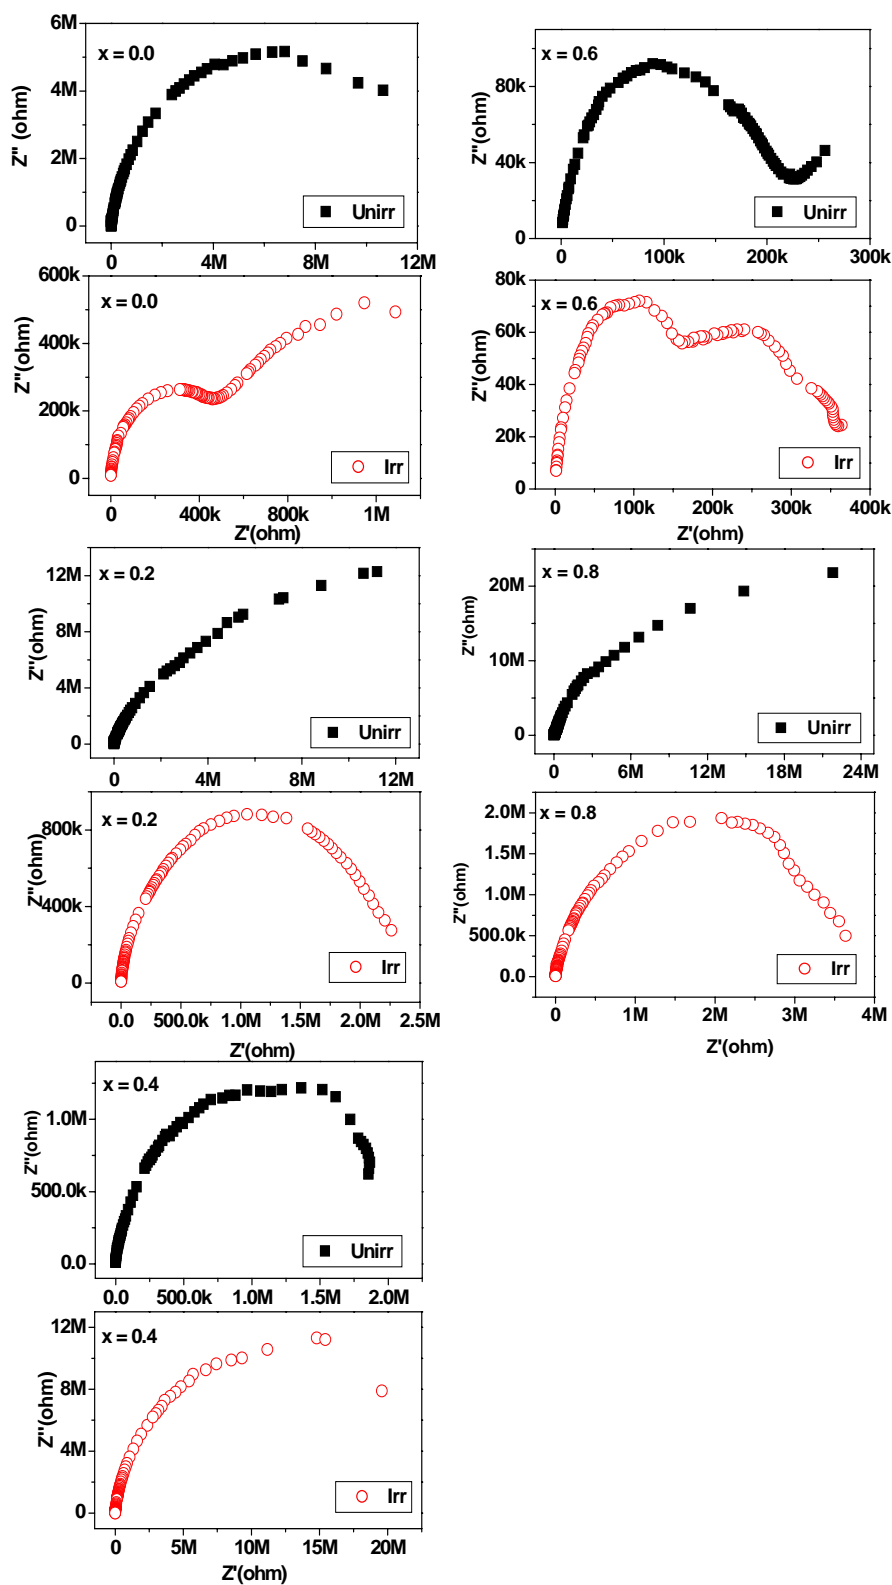 6M
x = 0.0
4M
Z'' (ohm)
2M
0
Unirr
0 4M 8M 12M
600k
x = 0.0
400k
Z''(ohm)
200k
0
Irr
0 400k 800k 1M
Z'(ohm)
12M
x = 0.2
8M
Z''(ohm)
4M
0
Unirr
0 4M 8M 12M
x = 0.2
800k
Z''(ohm)
400k
0
Irr
0.0 500.0k 1.0M 1.5M 2.0M 2.5M
Z'(ohm)
x = 0.4
1.0M
Z''(ohm)
500.0k
0.0
Unirr
0.0 500.0k 1.0M 1.5M 2.0M
12M
x = 0.4
8M
Z''(ohm)
4M
0
Irr
0 5M 10M 15M 20M
Z'(ohm)
x = 0.6
80k
Z''(ohm)
40k
0
Unirr
0 100k 200k 300k
80k
x = 0.6
60k
Z''(ohm)
40k
20k
0
Irr
0 100k 200k 300k 400k
Z'(ohm)
x = 0.8
20M
Z''(ohm)
10M
0
Unirr
0 6M 12M 18M 24M
2.0M
x = 0.8
1.5M
Z''(ohm)
1.0M
500.0k
0.0
Irr
0 1M 2M 3M 4M
Z'(ohm)